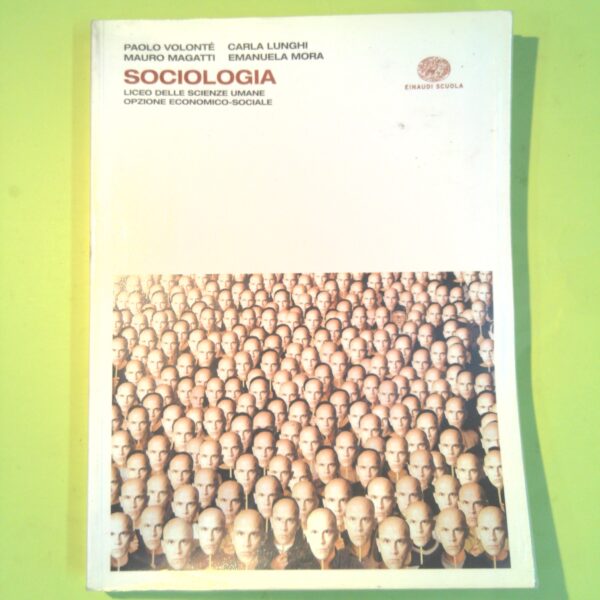 PAOLO VOLONTÉ CARLA LUNGHI
MAURO MAGATTI EMANUELA MORA
SOCIOLOGIA
LICEO DELLE SCIENZE UMANE
OPZIONE ECONOMICO-SOCIALE
EINAUDI SCUOLA